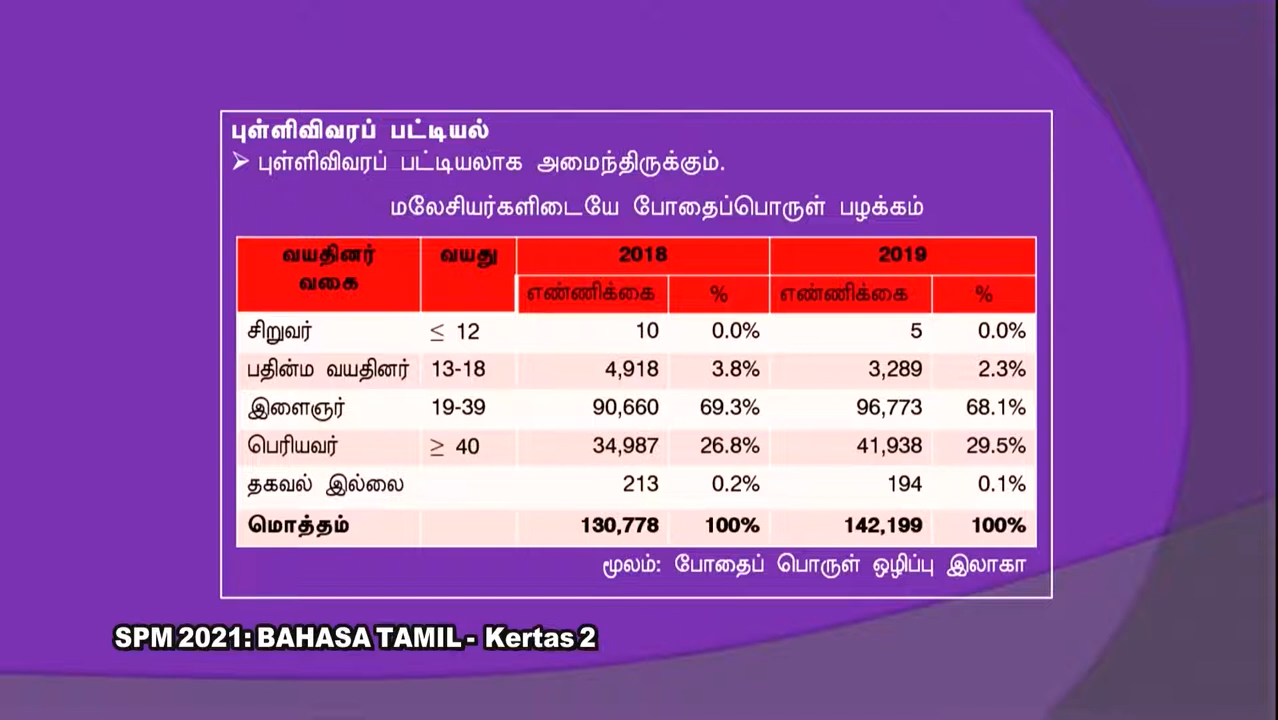 புள்ளிவிவரப் பட்டியல்
➢ புள்ளிவிவரப் பட்டியலாக அமைந்திருக்கும்.
மலேசியர்களிடையே போதைப்பொருள் பழக்கம்
வயதினர் வகை வயது 2018 2019
எண்ணிக்கை % எண்ணிக்கை %
சிறுவர் ≤ 12 10 0.0% 5 0.0%
பதின்ம வயதினர் 13-18 4,918 3.8% 3,289 2.3%
இளைஞர் 19-39 90,660 69.3% 96,773 68.1%
பெரியவர் ≥ 40 34,987 26.8% 41,938 29.5%
தகவல் இல்லை 213 0.2% 194 0.1%
மொத்தம் 130,778 100% 142,199 100%
மூலம்: போதைப் பொருள் ஒழிப்பு இலாகா
SPM 2021: BAHASA TAMIL - Kertas 2